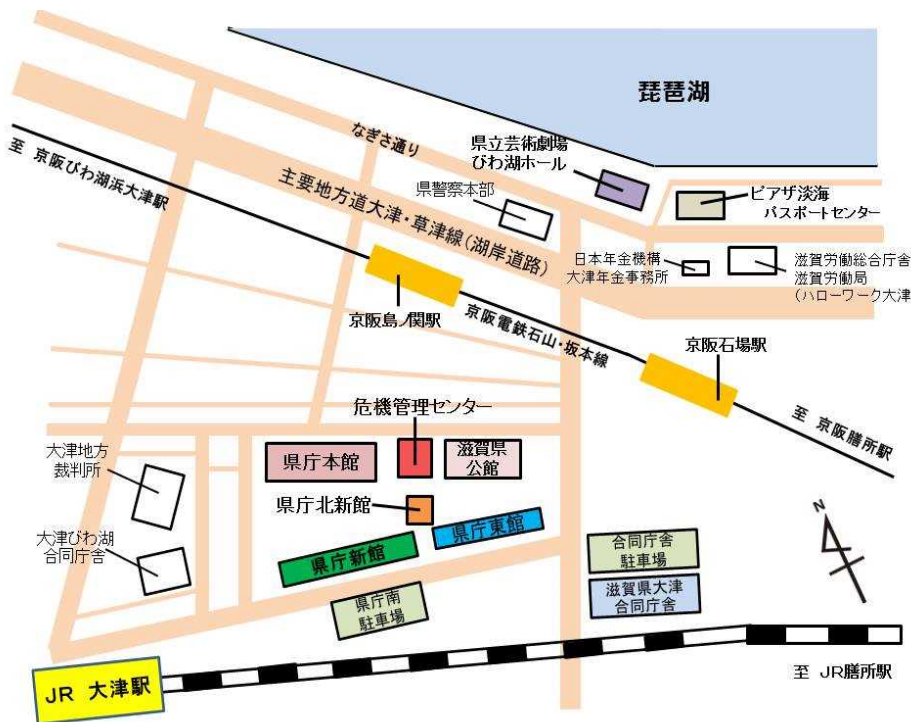 琵琶湖
なぎさ通り
県立芸術劇場
びわ湖ホール
至 京阪びわ湖浜大津駅
主要地方道大津・草津線(湖岸道路)
県警察本部
ピアザ淡海
パスポートセンター
日本年金機構
大津年金事務所
滋賀労働総合庁舎
滋賀労働局
(ハローワーク大津
京阪島ノ関駅
京阪電鉄石山・坂本線
京阪石場駅
至 京阪膳所駅
危機管理センター
大津地方
裁判所
県庁本館
滋賀県
公館
県庁北新館
大津びわ湖
合同庁舎
県庁新館
県庁東館
合同庁舎
駐車場
県庁南
駐車場
滋賀県大津
合同庁舎
N
JR 大津駅
至 JR膳所駅